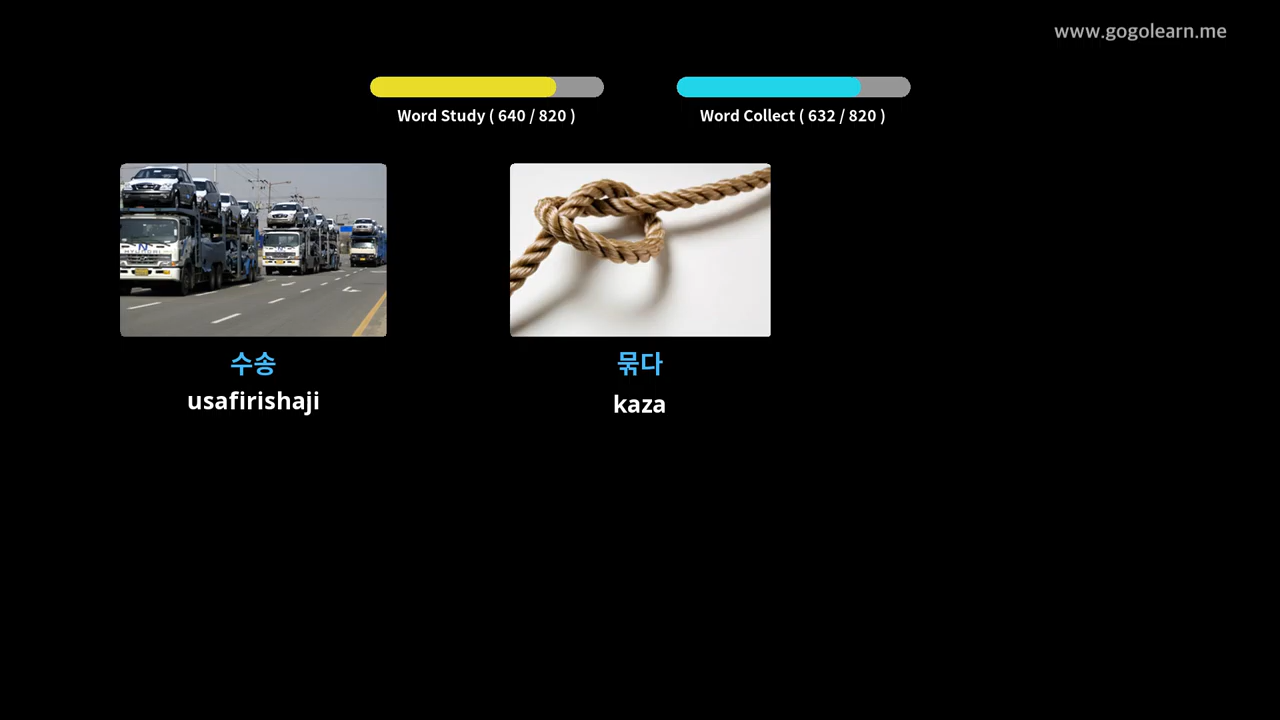 www.gogolearn.me
Word Study ( 640 / 820 )
Word Collect ( 632 / 820 )
수송
usafirishaji
묶다
kaza